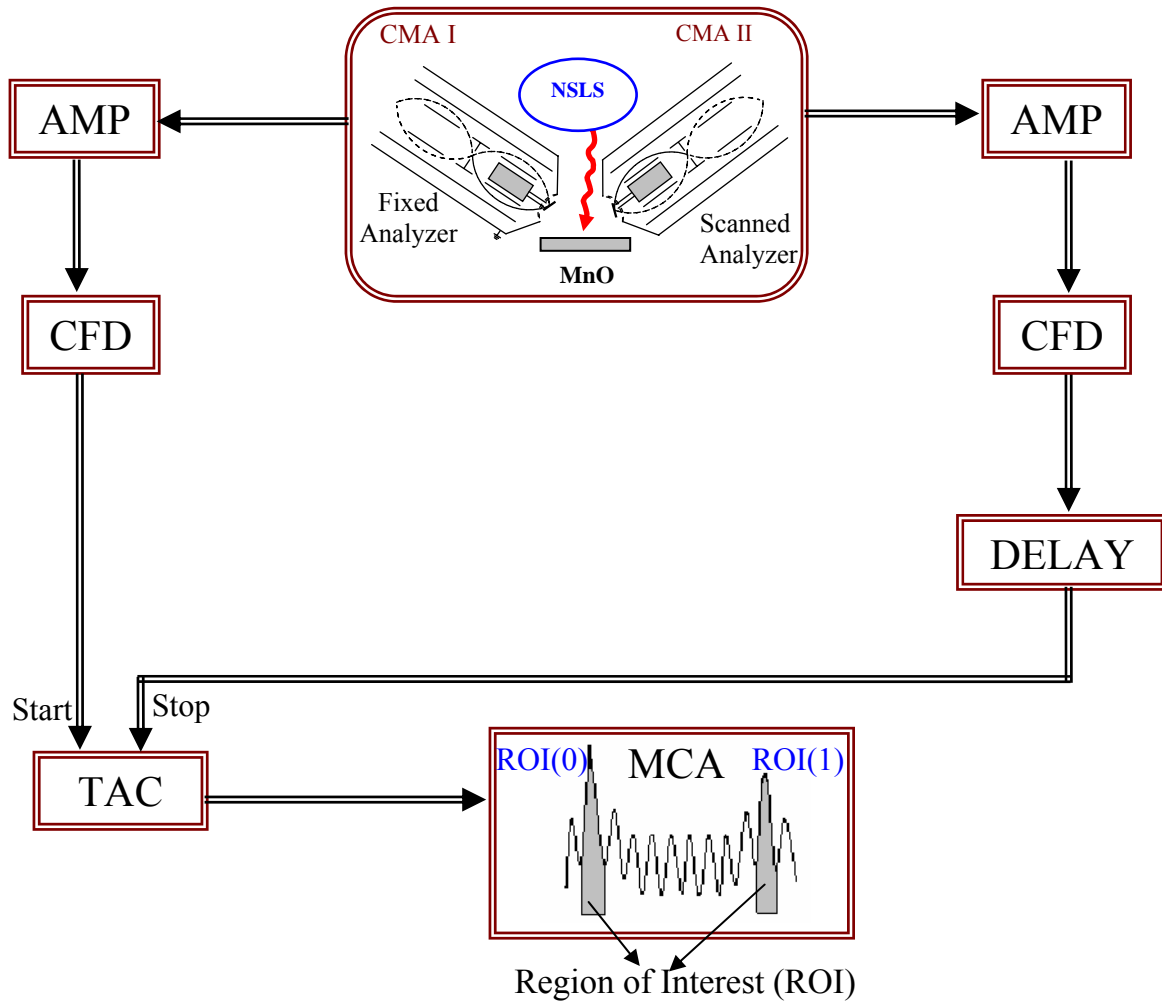 CMA I
CMA II
NSLS
AMP
AMP
Fixed
Analyzer
Scanned
Analyzer
MnO
CFD
CFD
DELAY
Start
Stop
TAC
ROI(0)
MCA
ROI(1)
Region of Interest (ROI)